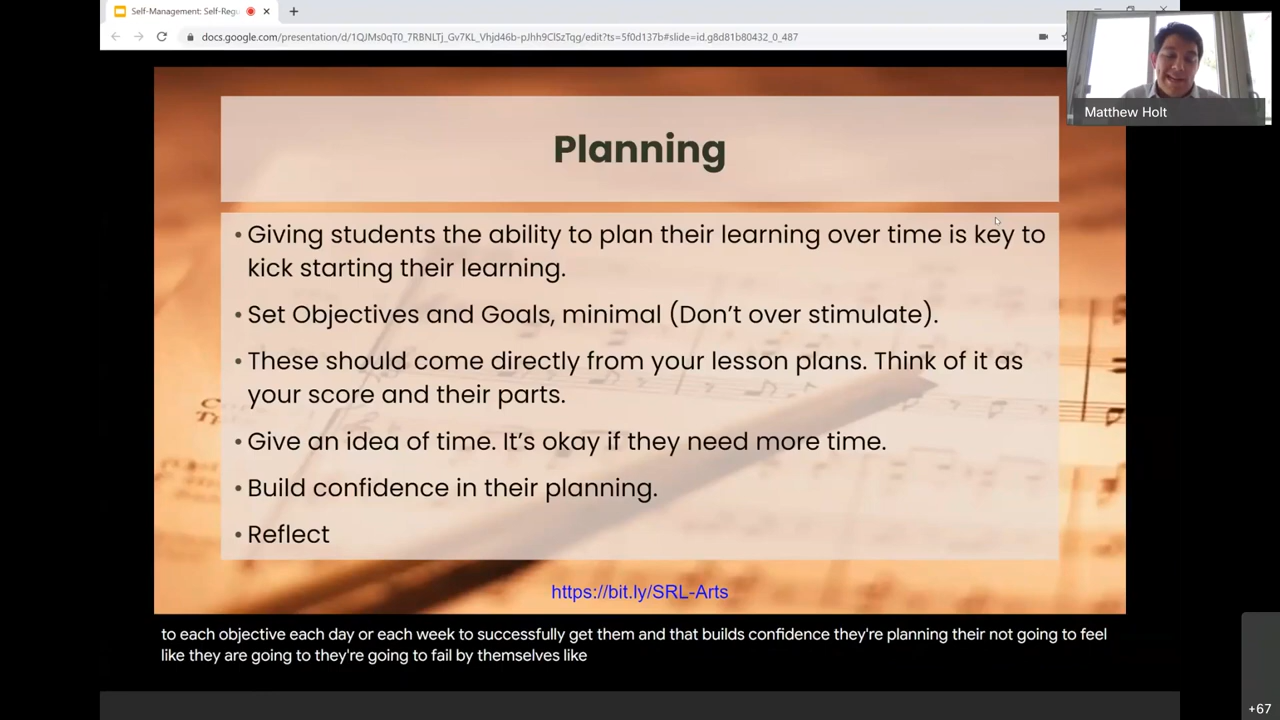 Self-Management: Self-Regu
docs.google.com/presentation/d/1QJMs0qT0_7RBNLTj_Gv7KL_Vhjd46b-pJhh9ClSzTqg/edit?ts=5f0d137b#slide=id.g8d81b80432_0_487
Matthew Holt
Planning
• Giving students the ability to plan their learning over time is key to
kick starting their learning.
• Set Objectives and Goals, minimal (Don't over stimulate).
• These should come directly from your lesson plans. Think of it as
your score and their parts.
• Give an idea of time. It's okay if they need more time.
• Build confidence in their planning.
• Reflect
https://bit.ly/SRL-Arts
to each objective each day or each week to successfully get them and that builds confidence they're planning their not going to feel
like they are going to they're going to fail by themselves like
+67